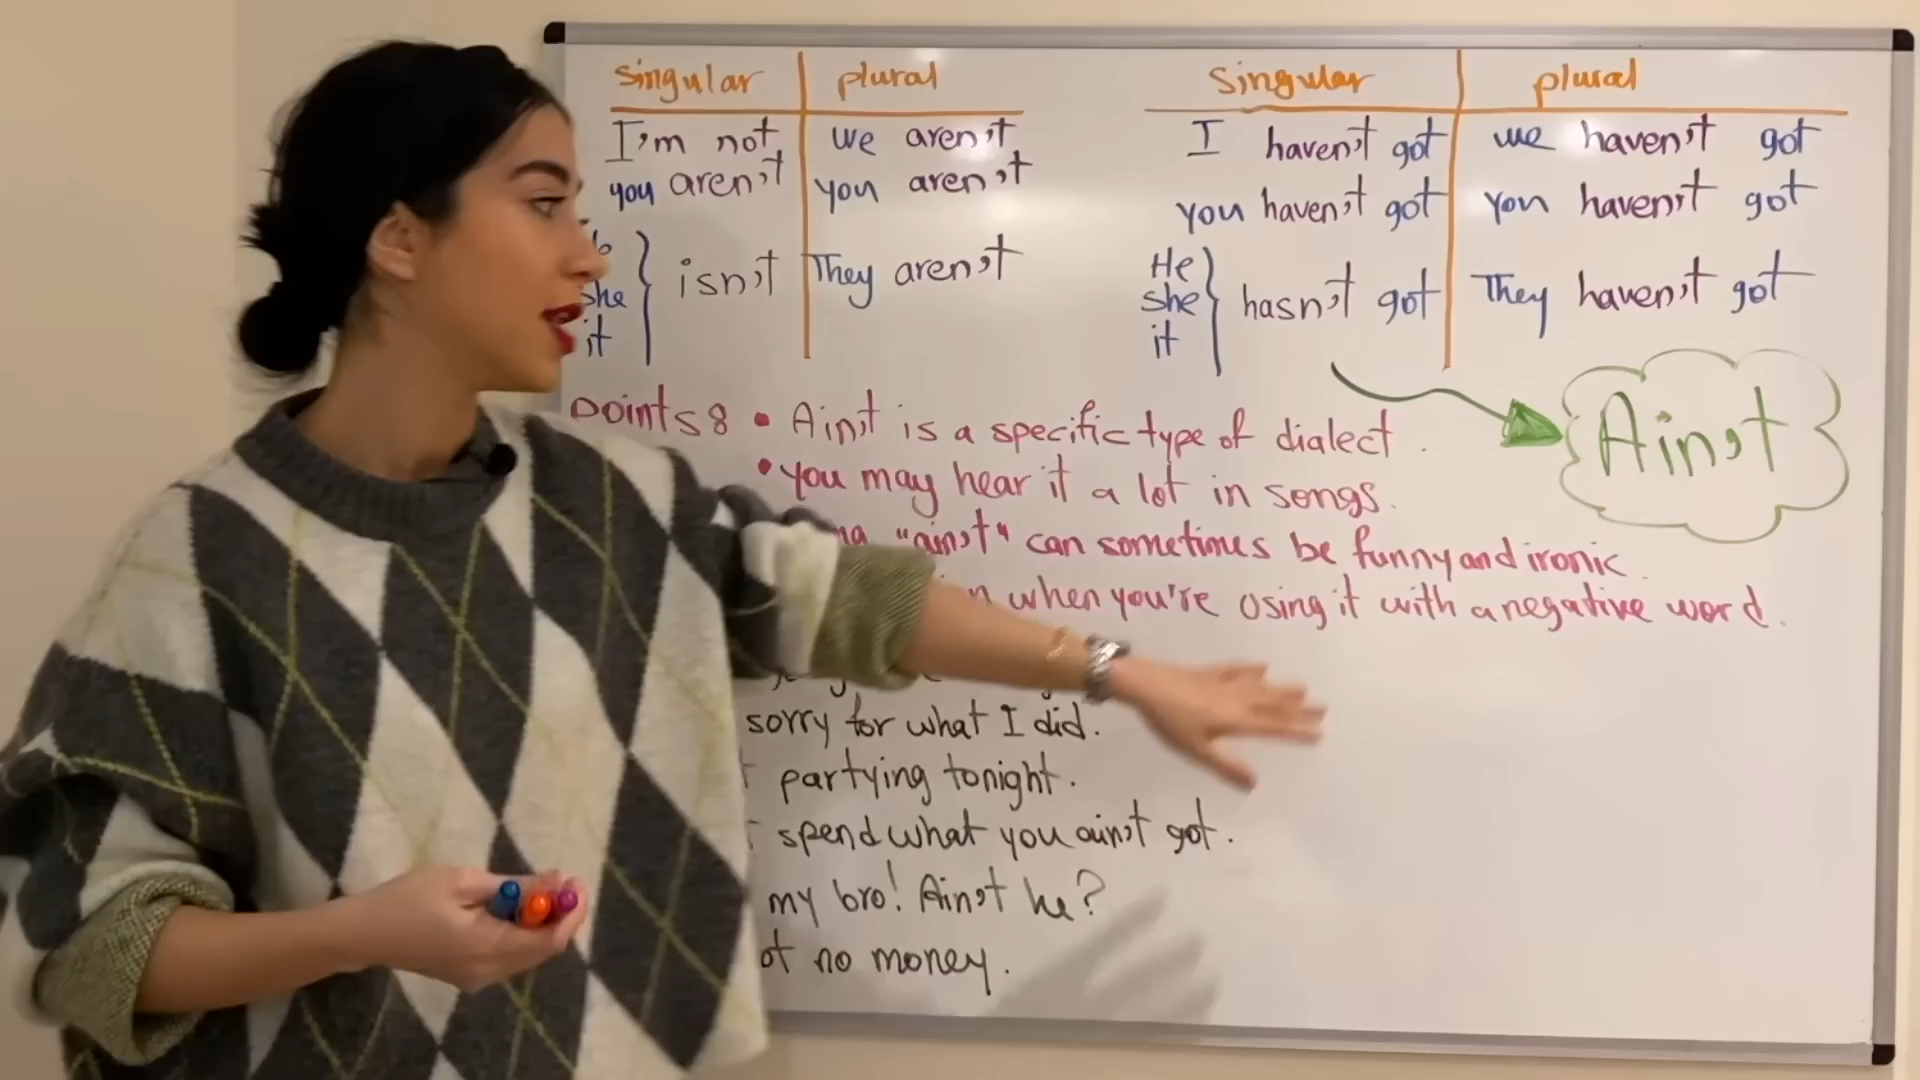 singular plural
I'm not we aren't
you aren't you aren't
she
it
isn't They aren't
singular plural
I haven't got we haven't got
you haven't got you haven't got
He
she
it
hasn't got They haven't got
Ain't
points: • Ain't is a specific type of dialect.
• you may hear it a lot in songs.
"ain't" can sometimes be funny and ironic.
when you're using it with a negative word.
sorry for what I did.
partying tonight.
spend what you ain't got.
my bro! Ain't he?
no money.